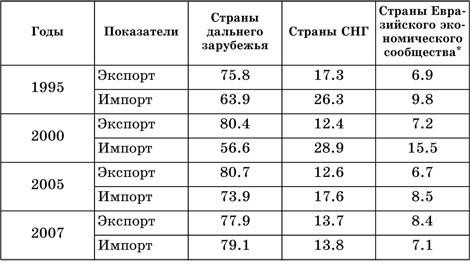 Годы Показатели Страны дальнего зарубежья Страны СНГ Страны Евразийского экономического сообщества*
1995 Экспорт 75.8 17.3 6.9
Импорт 63.9 26.3 9.8
2000 Экспорт 80.4 12.4 7.2
Импорт 56.6 28.9 15.5
2005 Экспорт 80.7 12.6 6.7
Импорт 73.9 17.6 8.5
2007 Экспорт 77.9 13.7 8.4
Импорт 79.1 13.8 7.1